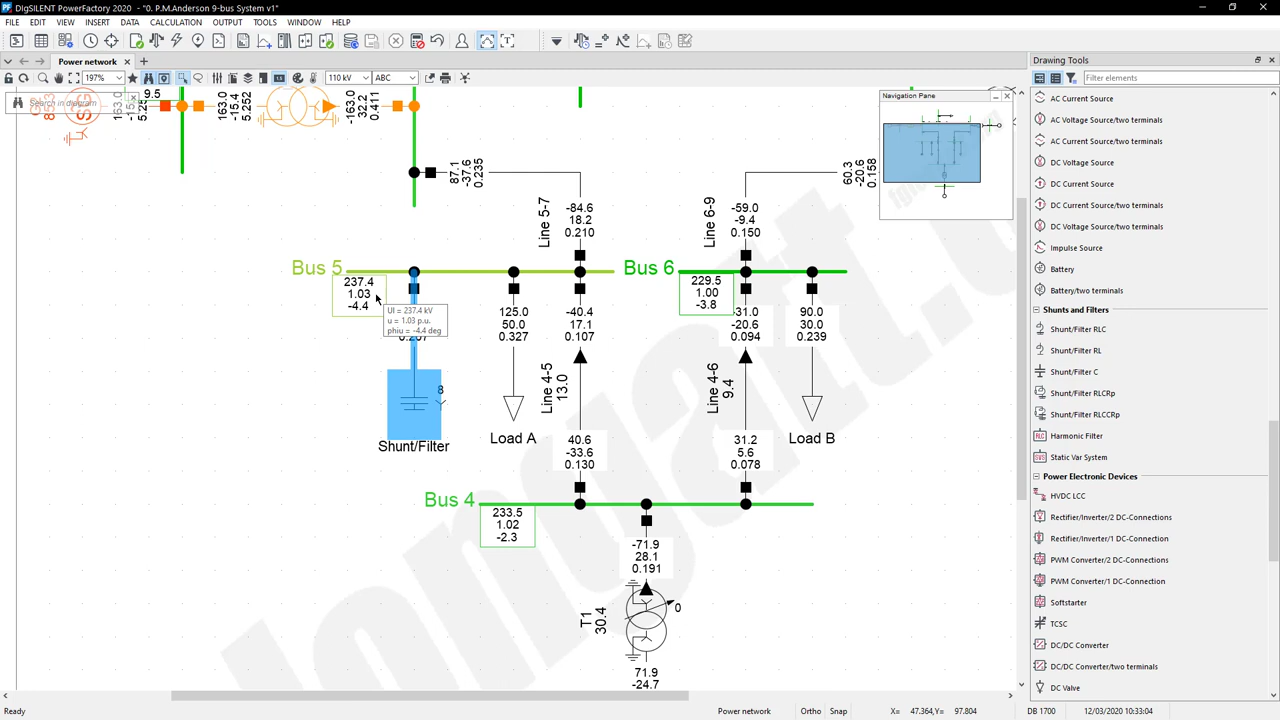 DIgSILENT PowerFactory 2020 - "0. P.M.Anderson 9-bus System v1"
FILE EDIT VIEW INSERT DATA CALCULATION OUTPUT TOOLS WINDOW HELP
Power network
197% 110 kV ABC
Search in diagram
9.5
163.0
-15.4
5.252
-163.0
32.2
0.411
87.1
-37.6
0.235
60.3
-20.6
0.158
Line 5-7
-84.6
18.2
0.210
Line 6-9
-59.0
-9.4
0.150
Bus 5
237.4
1.03
-4.4
Ul = 237.4 kV
u = 1.03 p.u.
phiu = -4.4 deg
125.0
50.0
0.327
-40.4
17.1
0.107
Bus 6
229.5
1.00
-3.8
-31.0
-20.6
0.094
90.0
30.0
0.239
Line 4-5
13.0
Line 4-6
9.4
8
Shunt/Filter
Load A
Load B
40.6
-33.6
0.130
31.2
5.6
0.078
Bus 4
233.5
1.02
-2.3
-71.9
28.1
0.191
T1
30.4
0
71.9
-24.7
Navigation Pane
Drawing Tools
Filter elements
AC Current Source
AC Voltage Source/two terminals
AC Current Source/two terminals
DC Voltage Source
DC Current Source
DC Current Source/two terminals
DC Voltage Source/two terminals
Impulse Source
Battery
Battery/two terminals
Shunts and Filters
Shunt/Filter RLC
Shunt/Filter RL
Shunt/Filter C
Shunt/Filter RLCRp
Shunt/Filter RLCCRp
Harmonic Filter
Static Var System
Power Electronic Devices
HVDC LCC
Rectifier/Inverter/2 DC-Connections
Rectifier/Inverter/1 DC-Connection
PWM Converter/2 DC-Connections
PWM Converter/1 DC-Connection
Softstarter
TCSC
DC/DC Converter
DC/DC Converter/two terminals
DC Valve
Ready
Power network Ortho Snap X= 47.364,Y= 97.804 DB 1700 12/03/2020 10:33:04